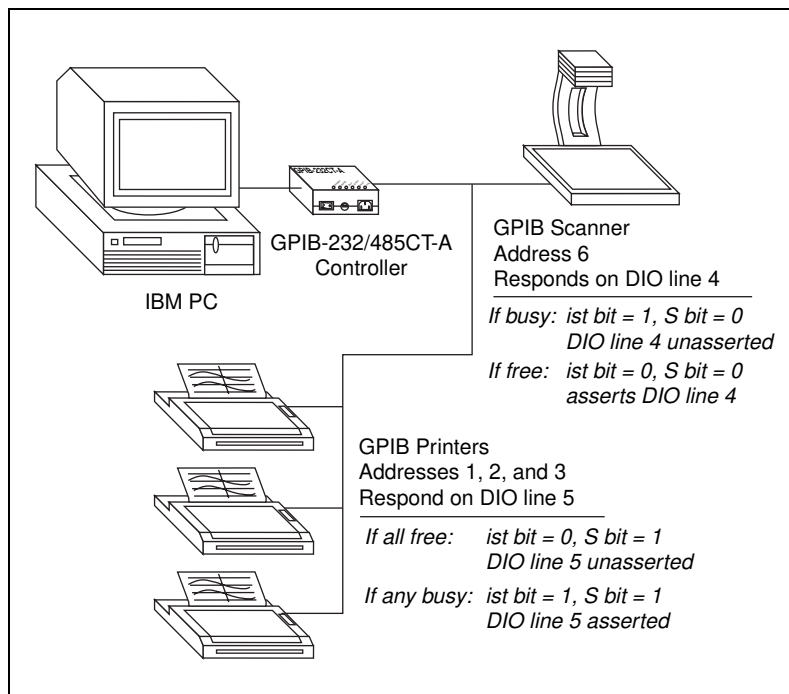 GPIB-232CT-A
GPIB-232/485CT-A
Controller
IBM PC
GPIB Scanner
Address 6
Responds on DIO line 4
If busy: ist bit = 1, S bit = 0
DIO line 4 unasserted
If free: ist bit = 0, S bit = 0
asserts DIO line 4
GPIB Printers
Addresses 1, 2, and 3
Respond on DIO line 5
If all free: ist bit = 0, S bit = 1
DIO line 5 unasserted
If any busy: ist bit = 1, S bit = 1
DIO line 5 asserted